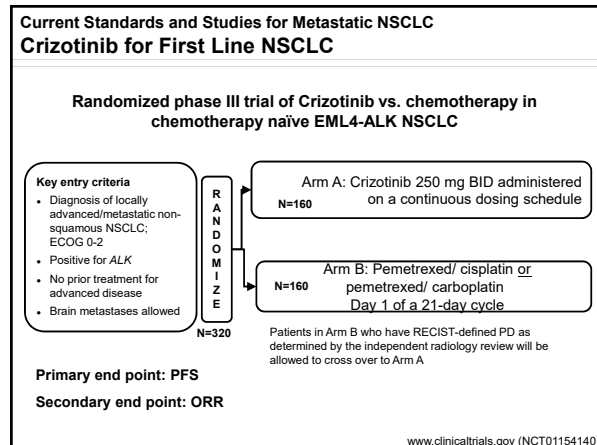 Current Standards and Studies for Metastatic NSCLC
Crizotinib for First Line NSCLC
Randomized phase III trial of Crizotinib vs. chemotherapy in
chemotherapy naïve EML4-ALK NSCLC
Key entry criteria
• Diagnosis of locally
advanced/metastatic non-
squamous NSCLC;
ECOG 0-2
• Positive for ALK
• No prior treatment for
advanced disease
• Brain metastases allowed
R
A
N
D
O
M
I
Z
E
N=320
Arm A: Crizotinib 250 mg BID administered
N=160 on a continuous dosing schedule
Arm B: Pemetrexed/ cisplatin or
N=160 pemetrexed/ carboplatin
Day 1 of a 21-day cycle
Patients in Arm B who have RECIST-defined PD as
determined by the independent radiology review will be
allowed to cross over to Arm A
Primary end point: PFS
Secondary end point: ORR
www.clinicaltrials.gov (NCT01154140